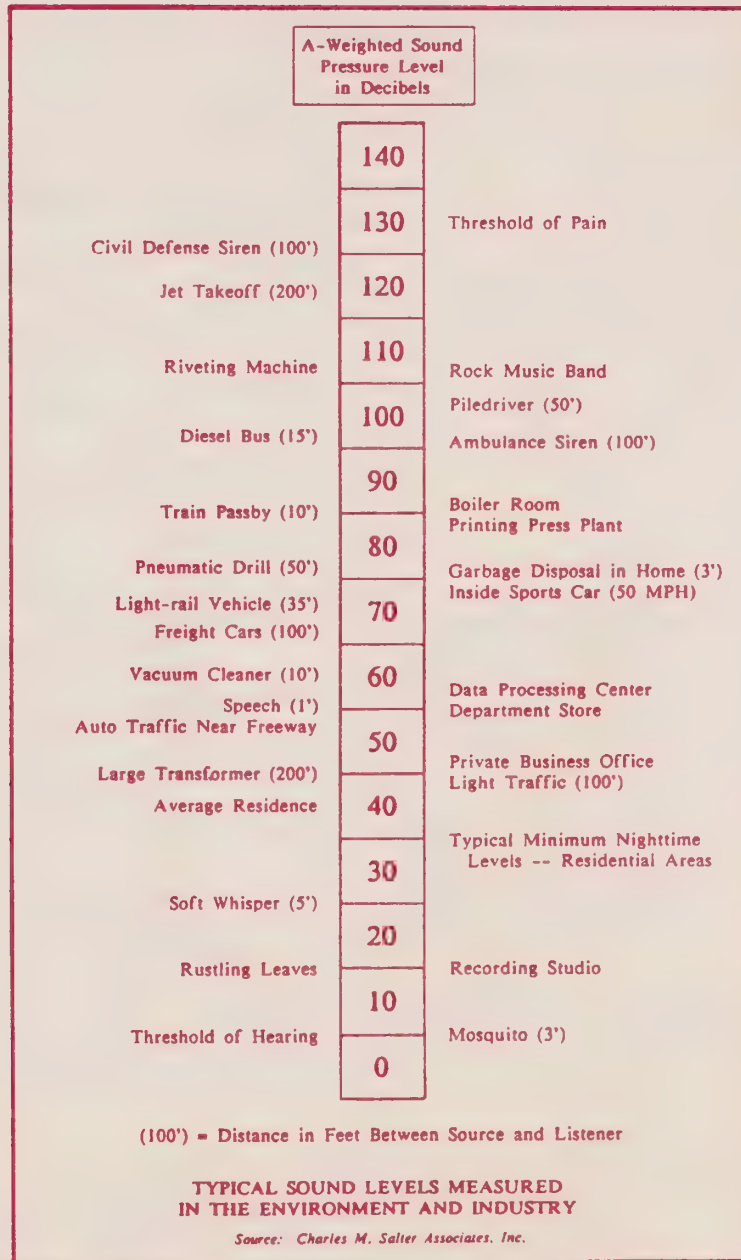 A-Weighted Sound
Pressure Level
in Decibels
140
130
Threshold of Pain
Civil Defense Siren (100')
Jet Takeoff (200')
120
110
Riveting Machine
Rock Music Band
Piledriver (50')
100
Diesel Bus (15')
Ambulance Siren (100')
90
Boiler Room
Train Passby (10')
Printing Press Plant
80
Pneumatic Drill (50')
Garbage Disposal in Home (3')
Inside Sports Car (50 MPH)
Light-rail Vehicle (35')
70
Freight Cars (100')
Vacuum Cleaner (10')
60
Data Processing Center
Speech (1')
Department Store
Auto Traffic Near Freeway
50
Private Business Office
Large Transformer (200')
Light Traffic (100')
Average Residence
40
Typical Minimum Nighttime
Levels -- Residential Areas
30
Soft Whisper (5')
20
Rustling Leaves
Recording Studio
10
Threshold of Hearing
Mosquito (3')
0
(100') = Distance in Feet Between Source and Listener
TYPICAL SOUND LEVELS MEASURED
IN THE ENVIRONMENT AND INDUSTRY
Source: Charles M. Salter Associates, Inc.